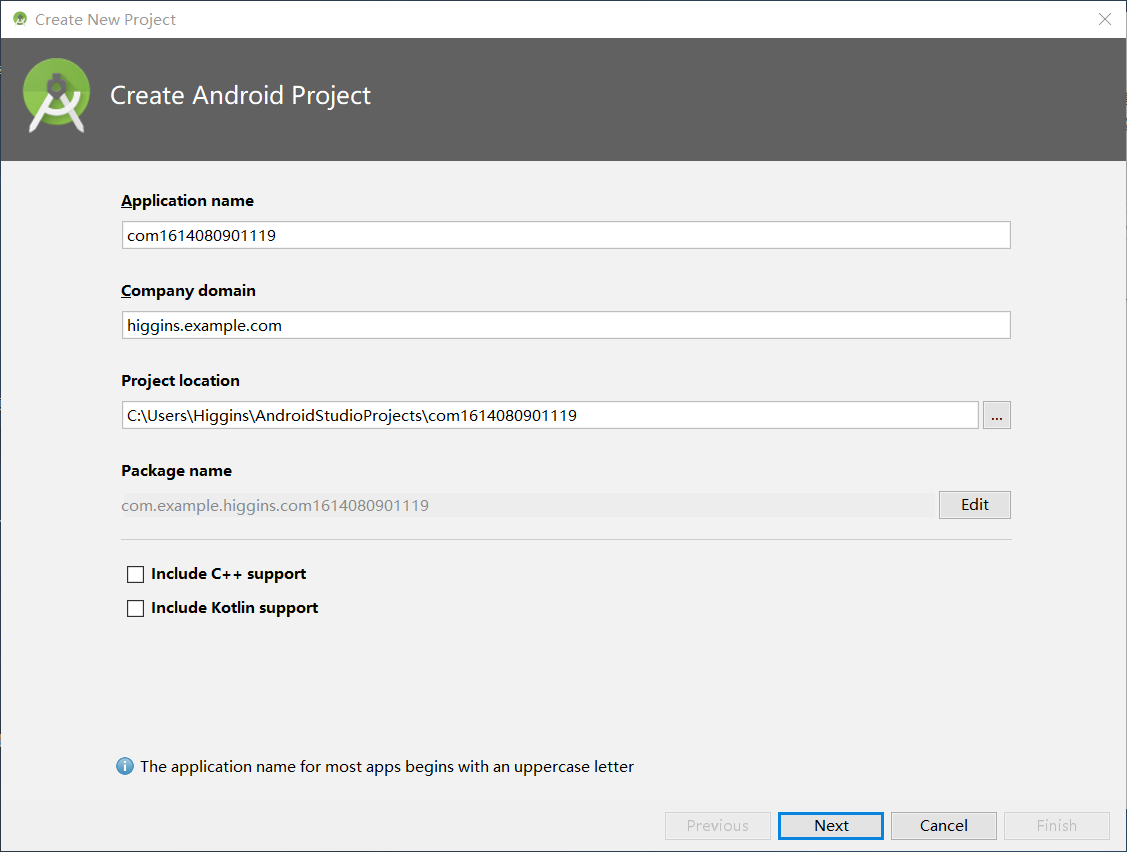 Create New Project
Create Android Project
Application name
com1614080901119
Company domain
higgins.example.com
Project location
C:\Users\Higgins\AndroidStudioProjects\com1614080901119
...
Package name
com.example.higgins.com1614080901119
Edit
Include C++ support
Include Kotlin support
The application name for most apps begins with an uppercase letter
Previous Next Cancel Finish